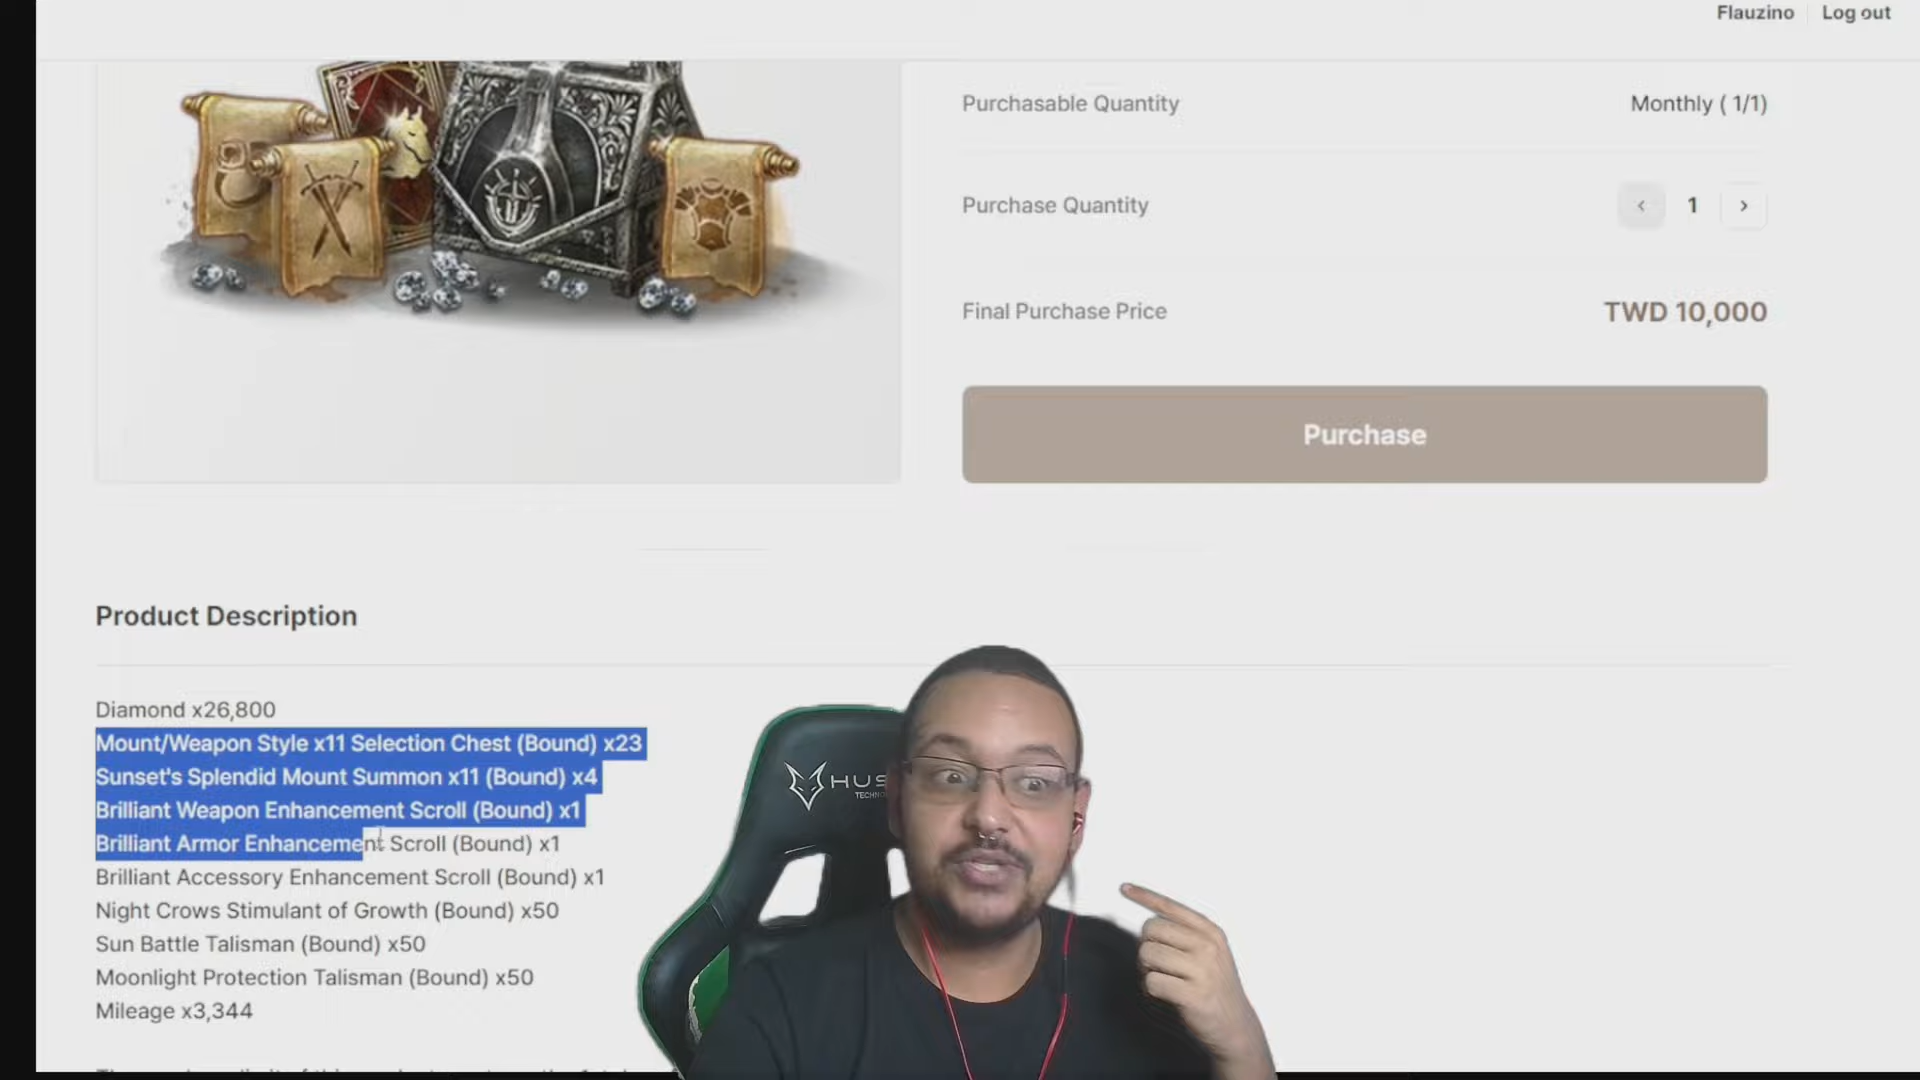 Flauzino
Log out
Purchasable Quantity
Monthly ( 1/1)
Purchase Quantity
‹ 1 ›
Final Purchase Price
TWD 10,000
Purchase
Product Description
Diamond x26,800
Mount/Weapon Style x11 Selection Chest (Bound) x23
Sunset's Splendid Mount Summon x11 (Bound) x4
Brilliant Weapon Enhancement Scroll (Bound) x1
Brilliant Armor Enhancement Scroll (Bound) x1
Brilliant Accessory Enhancement Scroll (Bound) x1
Night Crows Stimulant of Growth (Bound) x50
Sun Battle Talisman (Bound) x50
Moonlight Protection Talisman (Bound) x50
Mileage x3,344
HUS
TECHNO